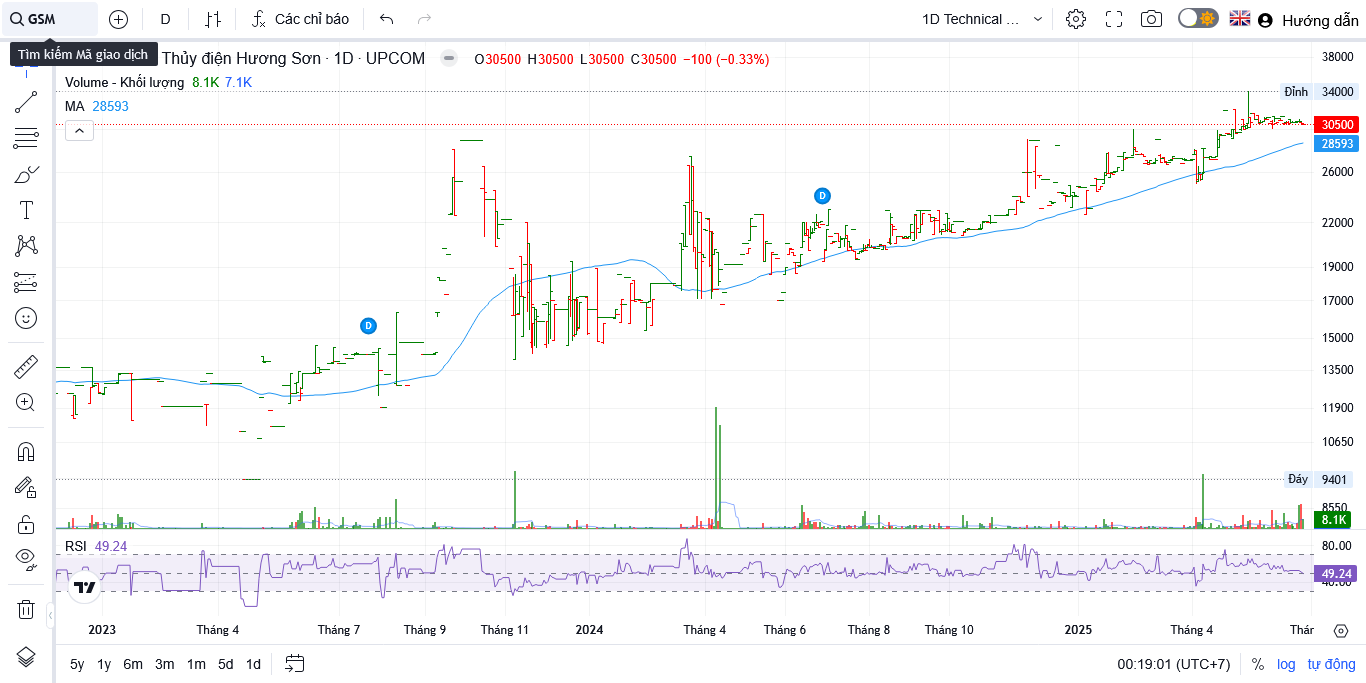 GSM
D
Các chỉ báo
1D Technical ...
Hướng dẫn
Tìm kiếm Mã giao dịch
Thủy điện Hương Sơn · 1D · UPCOM
O30500 H30500 L30500 C30500 −100 (−0.33%)
Volume - Khối lượng 8.1K 7.1K
MA 28593
38000
Đỉnh 34000
30500
28593
26000
22000
19000
17000
15000
13500
11900
10650
Đáy 9401
8550
8.1K
D
D
RSI 49.24
80.00
49.24
40.00
2023 Tháng 4 Tháng 7 Tháng 9 Tháng 11 2024 Tháng 4 Tháng 6 Tháng 8 Tháng 10 2025 Tháng 4 Thár
5y 1y 6m 3m 1m 5d 1d
00:19:01 (UTC+7) % log tự động